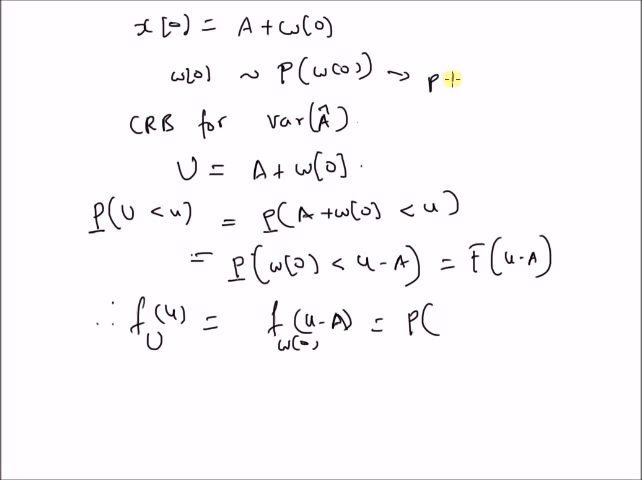 x[0] = A + w[0]
w[0] ~ P(w[0]) → P
CRB for var(Â).
U = A + w[0].
P(U < u) = P(A + w[0] < u)
= P(w[0] < u - A) = F(u-A)
∴ f_U(u) = f_w[0](u-A) = P(